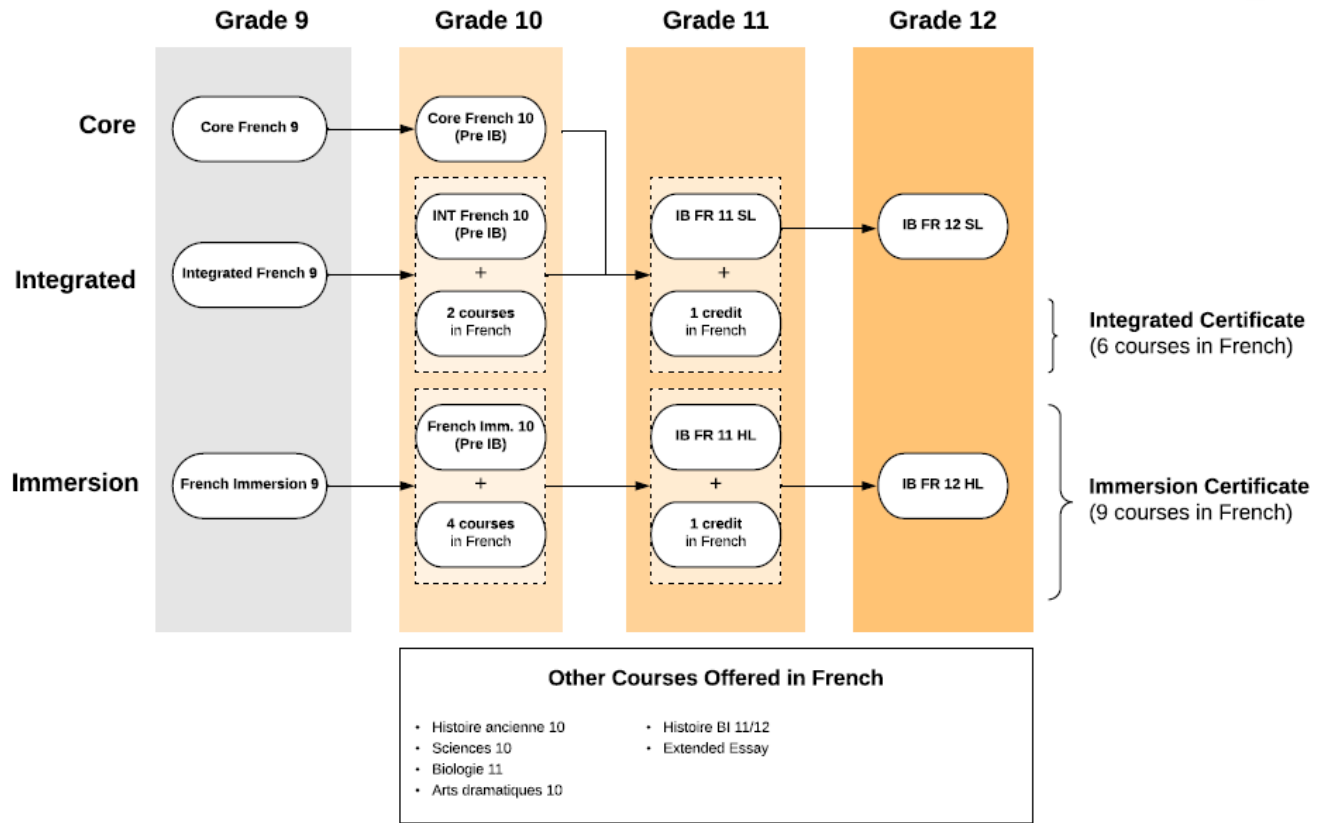 Grade 9
Grade 10
Grade 11
Grade 12
Core
Core French 9
Core French 10
(Pre IB)
Integrated
Integrated French 9
INT French 10
(Pre IB)
+
2 courses
in French
IB FR 11 SL
+
1 credit
in French
IB FR 12 SL
Integrated Certificate
(6 courses in French)
Immersion
French Immersion 9
French Imm. 10
(Pre IB)
+
4 courses
in French
IB FR 11 HL
+
1 credit
in French
IB FR 12 HL
Immersion Certificate
(9 courses in French)
Other Courses Offered in French
• Histoire ancienne 10
• Sciences 10
• Biologie 11
• Arts dramatiques 10
• Histoire BI 11/12
• Extended Essay